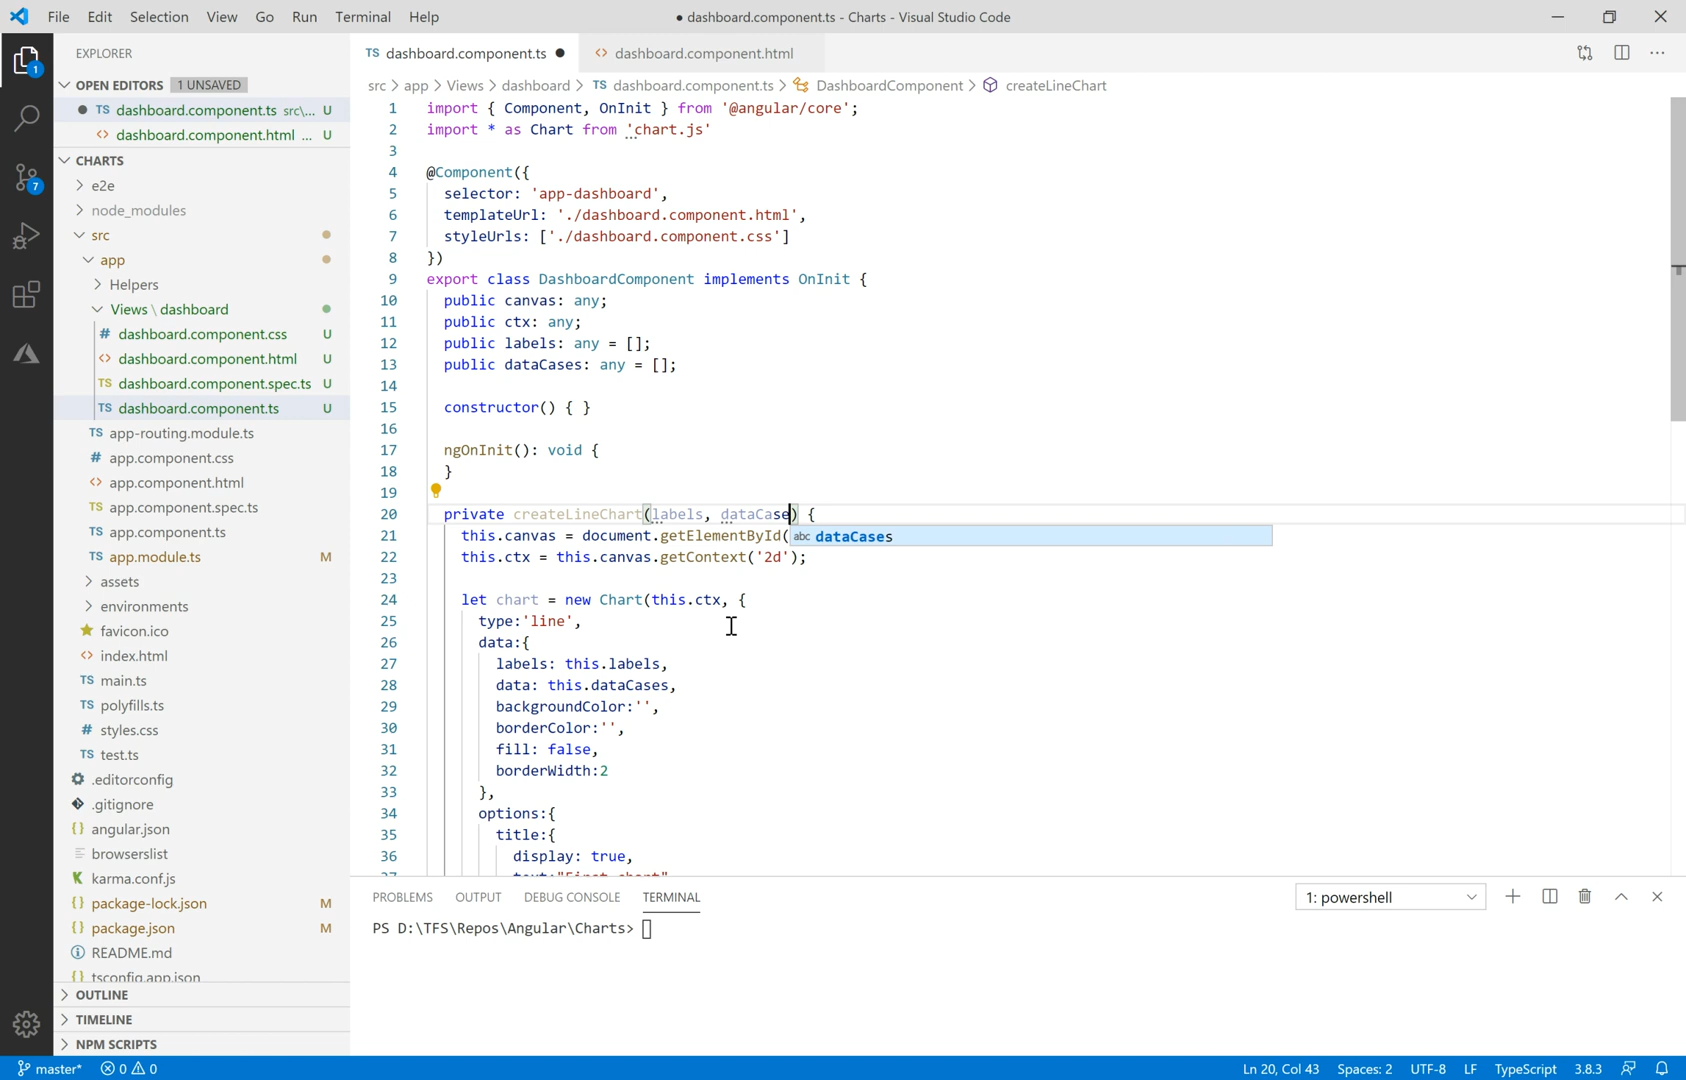 File Edit Selection View Go Run Terminal Help
● dashboard.component.ts - Charts - Visual Studio Code
EXPLORER
OPEN EDITORS 1 UNSAVED
TS dashboard.component.ts src\... U
<> dashboard.component.html ... U
CHARTS
e2e
node_modules
src
app
Helpers
Views \ dashboard
# dashboard.component.css U
<> dashboard.component.html U
TS dashboard.component.spec.ts U
TS dashboard.component.ts U
TS app-routing.module.ts
# app.component.css
<> app.component.html
TS app.component.spec.ts
TS app.component.ts
TS app.module.ts M
assets
environments
favicon.ico
<> index.html
TS main.ts
TS polyfills.ts
# styles.css
TS test.ts
.editorconfig
.gitignore
{} angular.json
browserslist
K karma.conf.js
{} package-lock.json M
{} package.json M
README.md
{} tsconfig.app.json
OUTLINE
TIMELINE
NPM SCRIPTS
1
7
TS dashboard.component.ts ●
<> dashboard.component.html
src > app > Views > dashboard > TS dashboard.component.ts > DashboardComponent > createLineChart
1 import { Component, OnInit } from '@angular/core';
2 import * as Chart from 'chart.js'
3
4 @Component({
5 selector: 'app-dashboard',
6 templateUrl: './dashboard.component.html',
7 styleUrls: ['./dashboard.component.css']
8 })
9 export class DashboardComponent implements OnInit {
10 public canvas: any;
11 public ctx: any;
12 public labels: any = [];
13 public dataCases: any = [];
14
15 constructor() { }
16
17 ngOnInit(): void {
18 }
19
20 private createLineChart(labels, dataCase) {
21 this.canvas = document.getElementById(
abc dataCases
22 this.ctx = this.canvas.getContext('2d');
23
24 let chart = new Chart(this.ctx, {
25 type:'line',
26 data:{
27 labels: this.labels,
28 data: this.dataCases,
29 backgroundColor:'',
30 borderColor:'',
31 fill: false,
32 borderWidth:2
33 },
34 options:{
35 title:{
36 display: true,
37 text:"First chart"
PROBLEMS OUTPUT DEBUG CONSOLE TERMINAL
1: powershell
PS D:\TFS\Repos\Angular\Charts>
master* 0 0
Ln 20, Col 43 Spaces: 2 UTF-8 LF TypeScript 3.8.3